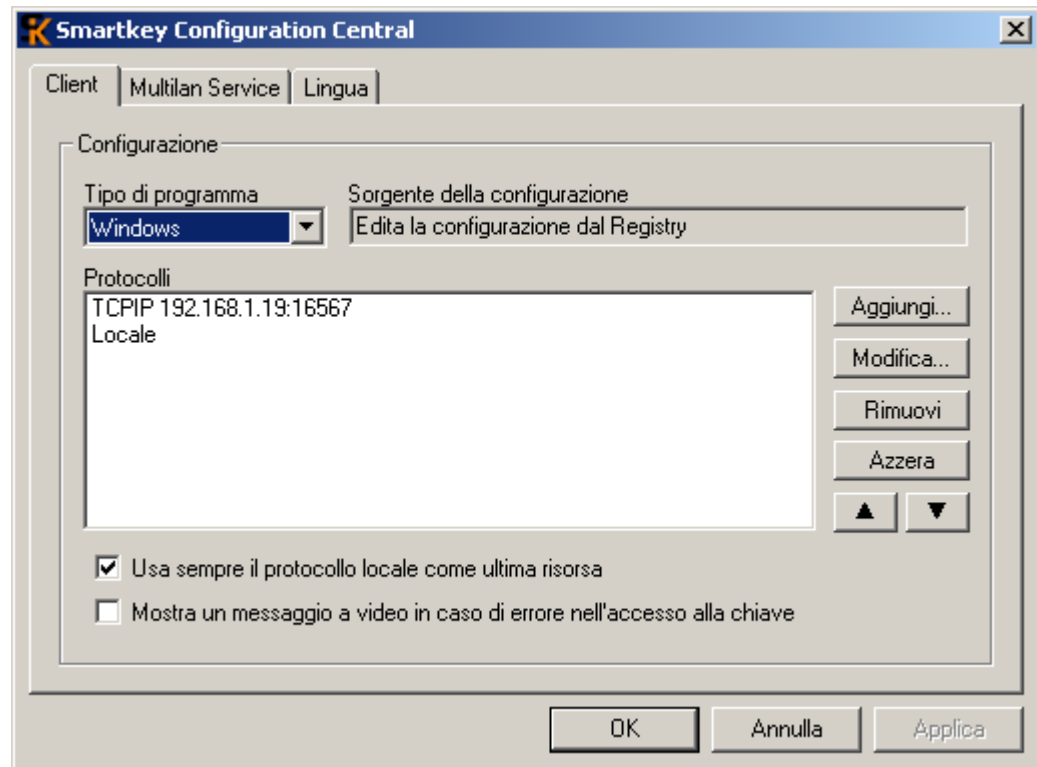 Smartkey Configuration Central
Client Multilan Service Lingua
Configurazione
Tipo di programma Sorgente della configurazione
Windows Edita la configurazione dal Registry
Protocolli
TCPIP 192.168.1.19:16567
Locale
Aggiungi...
Modifica...
Rimuovi
Azzera
Usa sempre il protocollo locale come ultima risorsa
Mostra un messaggio a video in caso di errore nell'accesso alla chiave
OK Annulla Applica